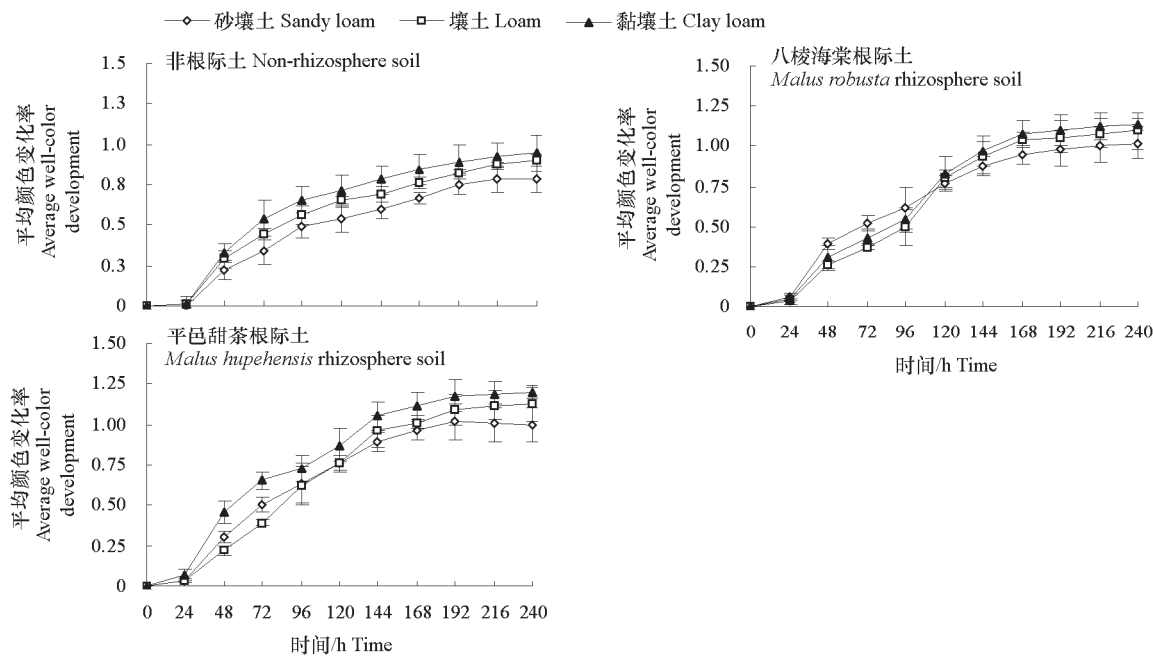 砂壤土 Sandy loam 壤土 Loam 黏壤土 Clay loam
非根际土 Non-rhizosphere soil
平均颜色变化率
Average well-color
development
1.5
1.0
0.8
0.5
0.3
0
八棱海棠根际土
Malus robusta rhizosphere soil
平均颜色变化率
Average well-color
development
1.50
1.25
1.00
0.75
0.50
0.25
0
0 24 48 72 96 120 144 168 192 216 240
时间/h Time
平邑甜茶根际土
Malus hupehensis rhizosphere soil
平均颜色变化率
Average well-color
development
1.50
1.25
1.00
0.75
0.50
0.25
0
0 24 48 72 96 120 144 168 192 216 240
时间/h Time